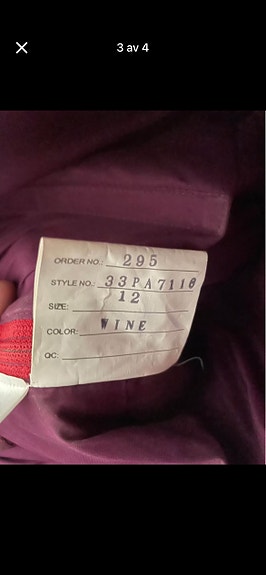 3 av 4
ORDER NO.: 295
STYLE NO.: 33PA7116
SIZE: 12
COLOR: WINE
QC: